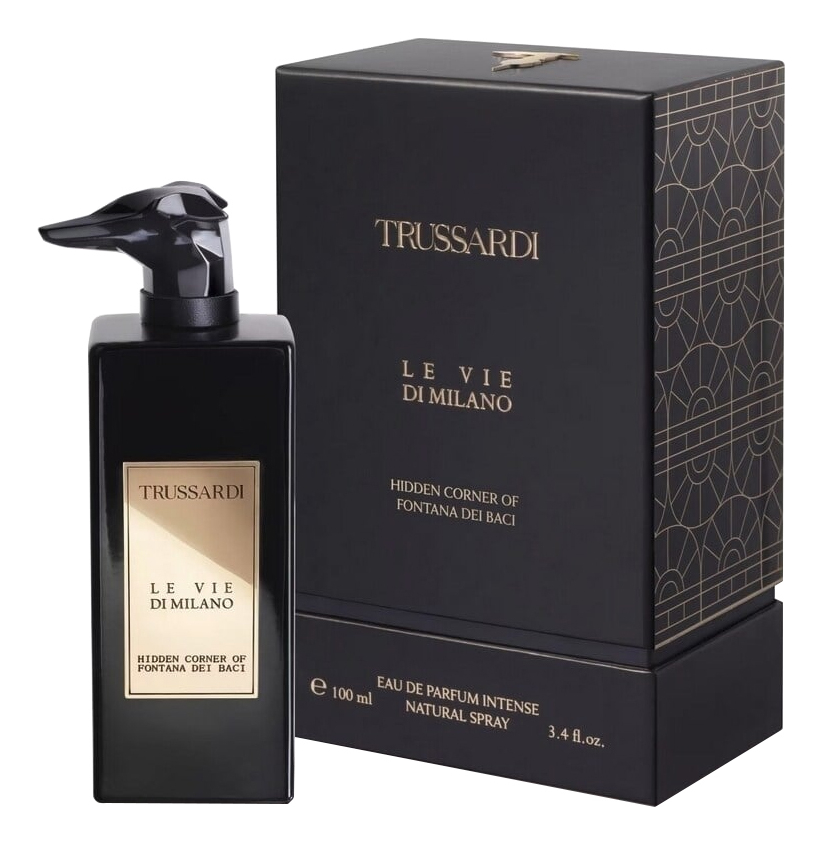 TRUSSARDI
LE VIE
DI MILANO
HIDDEN CORNER OF
FONTANA DEI BACI
TRUSSARDI
LE VIE
DI MILANO
HIDDEN CORNER OF
FONTANA DEI BACI
℮ 100 ml
EAU DE PARFUM INTENSE
NATURAL SPRAY
3.4 fl.oz.